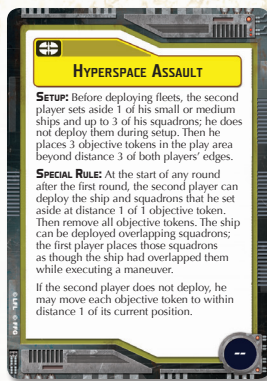 HYPERSPACE ASSAULT
SETUP: Before deploying fleets, the second
player sets aside 1 of his small or medium
ships and up to 3 of his squadrons; he does
not deploy them during setup. Then he
places 3 objective tokens in the play area
beyond distance 3 of both players' edges.
SPECIAL RULE: At the start of any round
after the first round, the second player can
deploy the ship and squadrons that he set
aside at distance 1 of 1 objective token.
Then remove all objective tokens. The ship
can be deployed overlapping squadrons;
the first player places those squadrons
as though the ship had overlapped them
while executing a maneuver.
If the second player does not deploy, he
may move each objective token to within
distance 1 of its current position.
©LFL © FFG
--